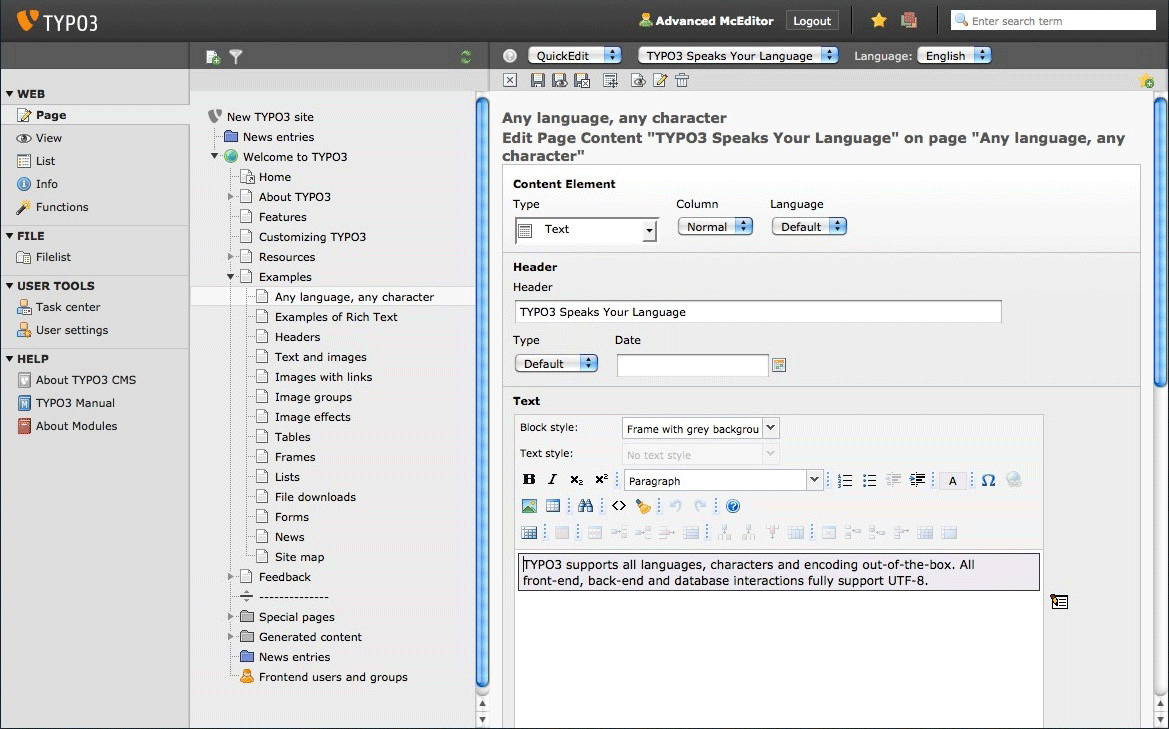 TYPO3
Advanced McEditor
Logout
Enter search term
QuickEdit
TYPO3 Speaks Your Language
Language:
English
WEB
Page
View
List
Info
Functions
FILE
Filelist
USER TOOLS
Task center
User settings
HELP
About TYPO3 CMS
TYPO3 Manual
About Modules
New TYPO3 site
News entries
Welcome to TYPO3
Home
About TYPO3
Features
Customizing TYPO3
Resources
Examples
Any language, any character
Examples of Rich Text
Headers
Text and images
Images with links
Image groups
Image effects
Tables
Frames
Lists
File downloads
Forms
News
Site map
Feedback
--------------
Special pages
Generated content
News entries
Frontend users and groups
Any language, any character
Edit Page Content "TYPO3 Speaks Your Language" on page "Any language, any
character"
Content Element
Type
Column
Language
Text
Normal
Default
Header
Header
TYPO3 Speaks Your Language
Type
Date
Default
Text
Block style:
Frame with grey backgrou
Text style:
No text style
B I x₂ x²
Paragraph
A
Ω
TYPO3 supports all languages, characters and encoding out-of-the-box. All
front-end, back-end and database interactions fully support UTF-8.